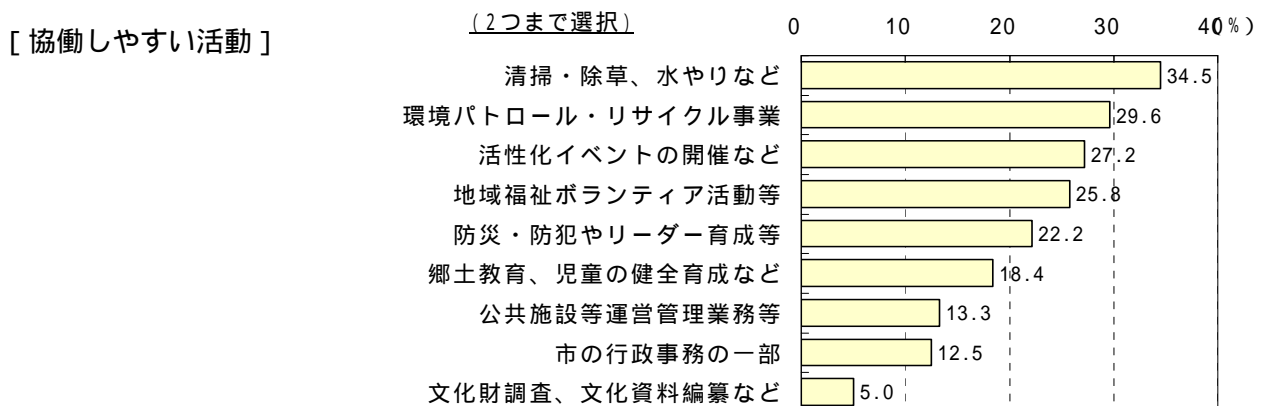 [ 協働しやすい活動 ]
(2つまで選択)
0 10 20 30 40(%)
清掃・除草、水やりなど 34.5
環境パトロール・リサイクル事業 29.6
活性化イベントの開催など 27.2
地域福祉ボランティア活動等 25.8
防災・防犯やリーダー育成等 22.2
郷土教育、児童の健全育成など 18.4
公共施設等運営管理業務等 13.3
市の行政事務の一部 12.5
文化財調査、文化資料編纂など 5.0